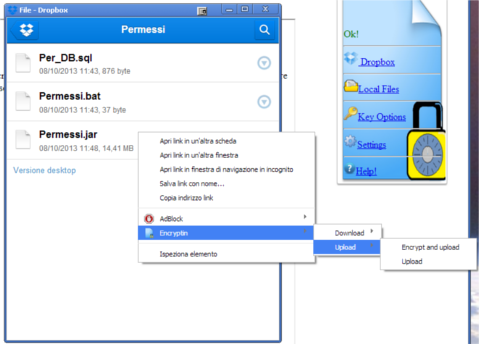 File - Dropbox
Permessi
Per_DB.sql
08/10/2013 11:43, 876 byte
Permessi.bat
08/10/2013 11:43, 37 byte
Permessi.jar
08/10/2013 11:48, 14,41 MB
Versione desktop
Apri link in un'altra scheda
Apri link in un'altra finestra
Apri link in finestra di navigazione in incognito
Salva link con nome...
Copia indirizzo link
AdBlock
Encryptin
Ispeziona elemento
Download
Upload
Encrypt and upload
Upload
Ok!
Dropbox
Local Files
Key Options
Settings
Help!